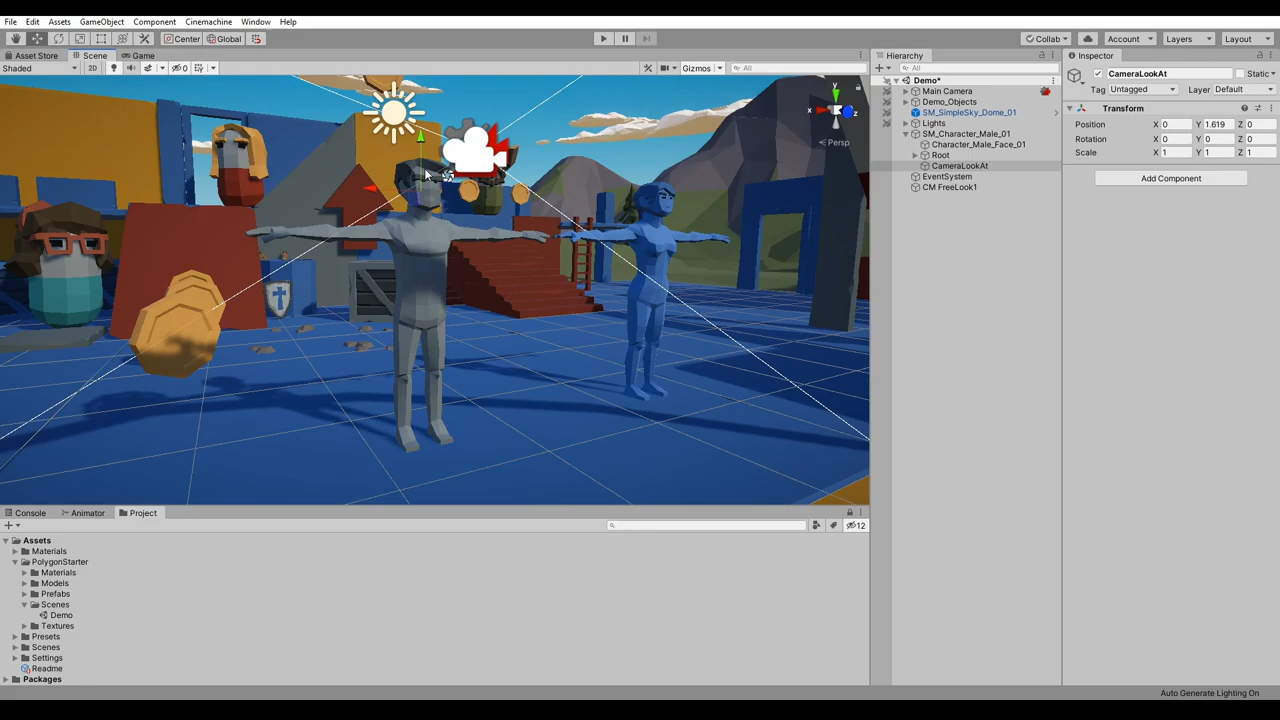 File Edit Assets GameObject Component Cinemachine Window Help
Center Global Collab Account Layers Layout
Asset Store Scene Game
Shaded 2D 0 Gizmos All
y
x z
Persp
Hierarchy
All
Demo*
Main Camera
Demo_Objects
SM_SimpleSky_Dome_01
Lights
SM_Character_Male_01
Character_Male_Face_01
Root
CameraLookAt
EventSystem
CM FreeLook1
Inspector
CameraLookAt Static
Tag Untagged Layer Default
Transform
Position X 0 Y 1.619 Z 0
Rotation X 0 Y 0 Z 0
Scale X 1 Y 1 Z 1
Add Component
Console Animator Project
12
Assets
Materials
PolygonStarter
Materials
Models
Prefabs
Scenes
Demo
Textures
Presets
Scenes
Settings
Readme
Packages
Auto Generate Lighting On